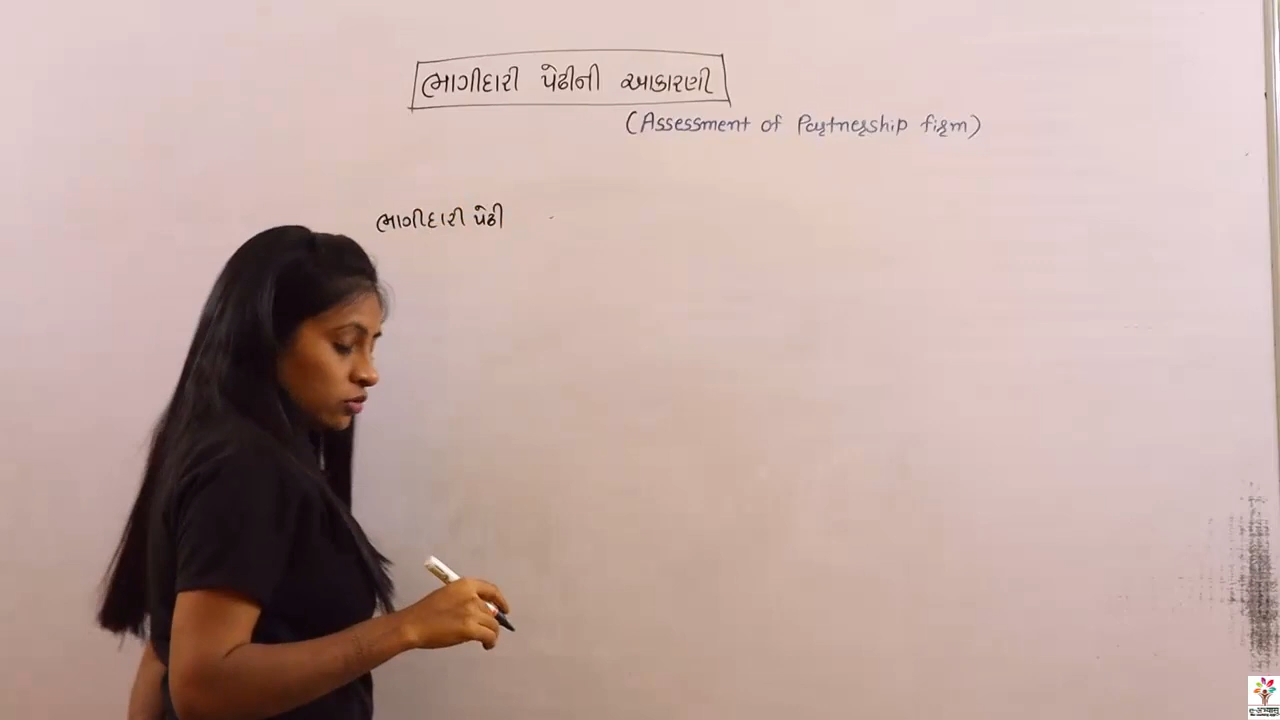 ભાગીદારી પેઢીની આકારણી
(Assessment of Partnership firm)
ભાગીદારી પેઢી